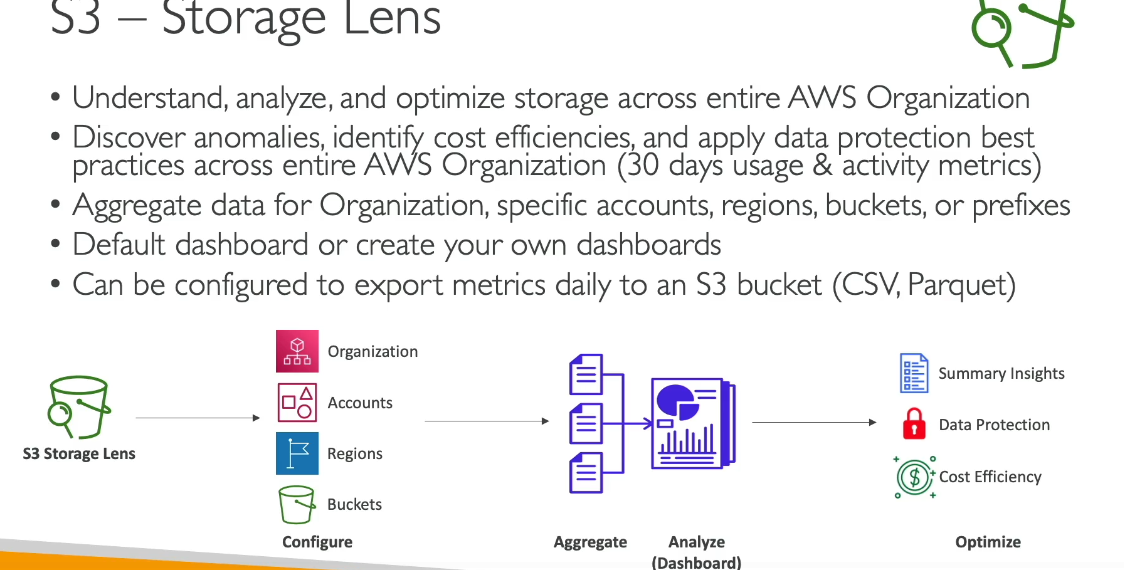 S3 – Storage Lens
• Understand, analyze, and optimize storage across entire AWS Organization
• Discover anomalies, identify cost efficiencies, and apply data protection best
practices across entire AWS Organization (30 days usage & activity metrics)
• Aggregate data for Organization, specific accounts, regions, buckets, or prefixes
• Default dashboard or create your own dashboards
• Can be configured to export metrics daily to an S3 bucket (CSV, Parquet)
S3 Storage Lens
Organization
Accounts
Regions
Buckets
Configure
Aggregate
Analyze
(Dashboard)
Summary Insights
Data Protection
$
Cost Efficiency
Optimize